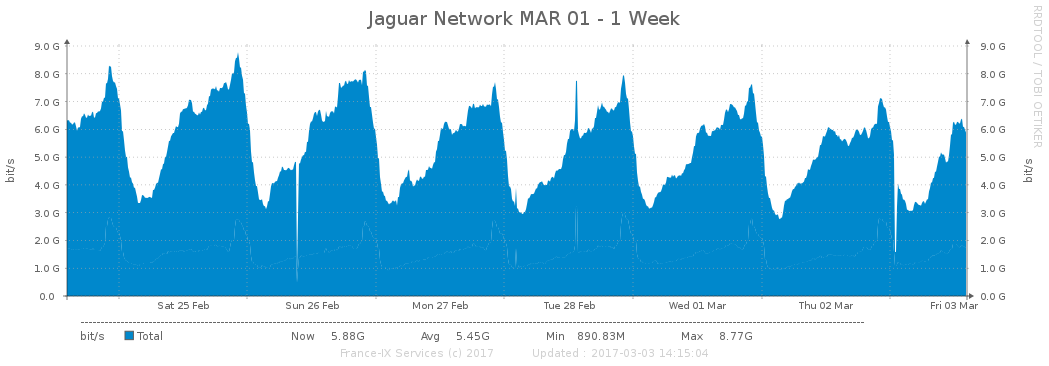 Jaguar Network MAR 01 - 1 Week
RRDTOOL / TOBI OETIKER
bit/s
9.0 G 9.0 G
8.0 G 8.0 G
7.0 G 7.0 G
6.0 G 6.0 G
5.0 G 5.0 G
4.0 G 4.0 G
3.0 G 3.0 G
2.0 G 2.0 G
1.0 G 1.0 G
0.0 0.0 G
bit/s
Sat 25 Feb Sun 26 Feb Mon 27 Feb Tue 28 Feb Wed 01 Mar Thu 02 Mar Fri 03 Mar
bit/s Total Now 5.88G Avg 5.45G Min 890.83M Max 8.77G
France-IX Services (c) 2017 Updated : 2017-03-03 14:15:04